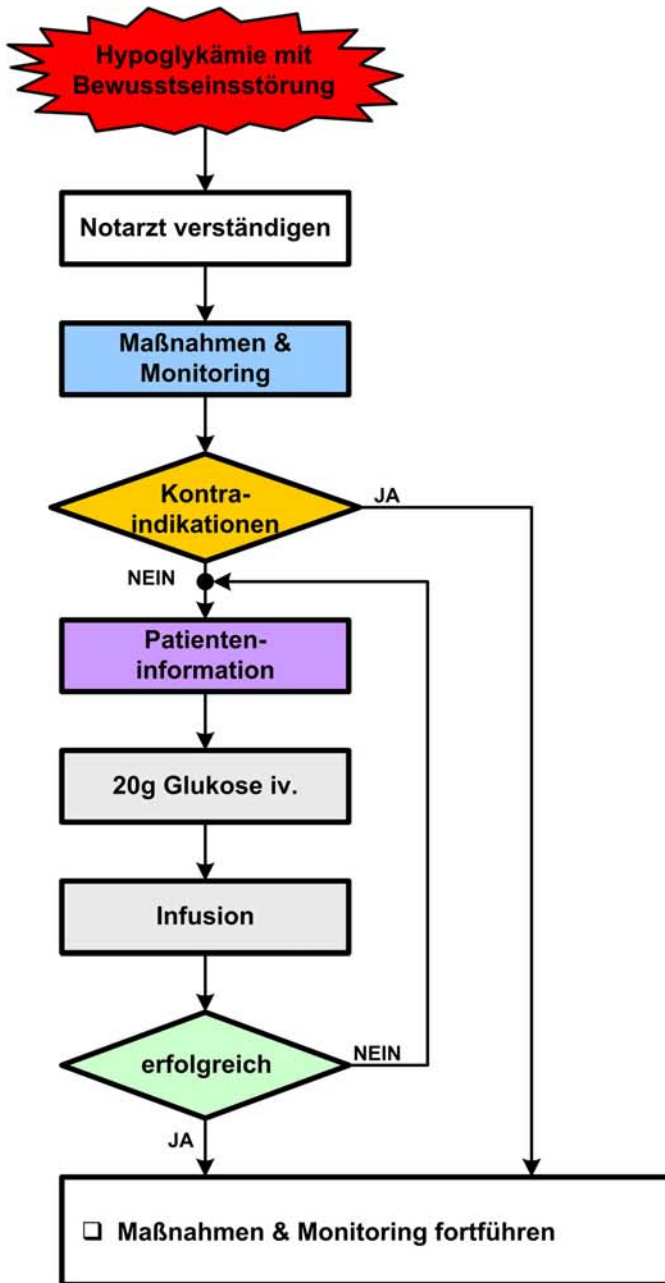 Hypoglykämie mit
Bewusstseinsstörung
Notarzt verständigen
Maßnahmen &
Monitoring
Kontra-
indikationen
JA
NEIN
Patienten-
information
20g Glukose iv.
Infusion
erfolgreich
NEIN
JA
❑ Maßnahmen & Monitoring fortführen